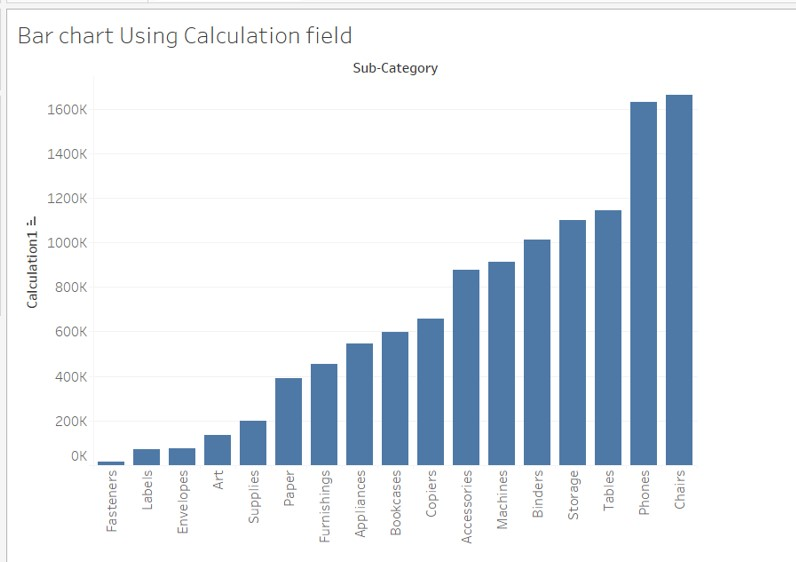 Bar chart Using Calculation field
Sub-Category
Calculation1
1600K
1400K
1200K
1000K
800K
600K
400K
200K
0K
Fasteners
Labels
Envelopes
Art
Supplies
Paper
Furnishings
Appliances
Bookcases
Copiers
Accessories
Machines
Binders
Storage
Tables
Phones
Chairs